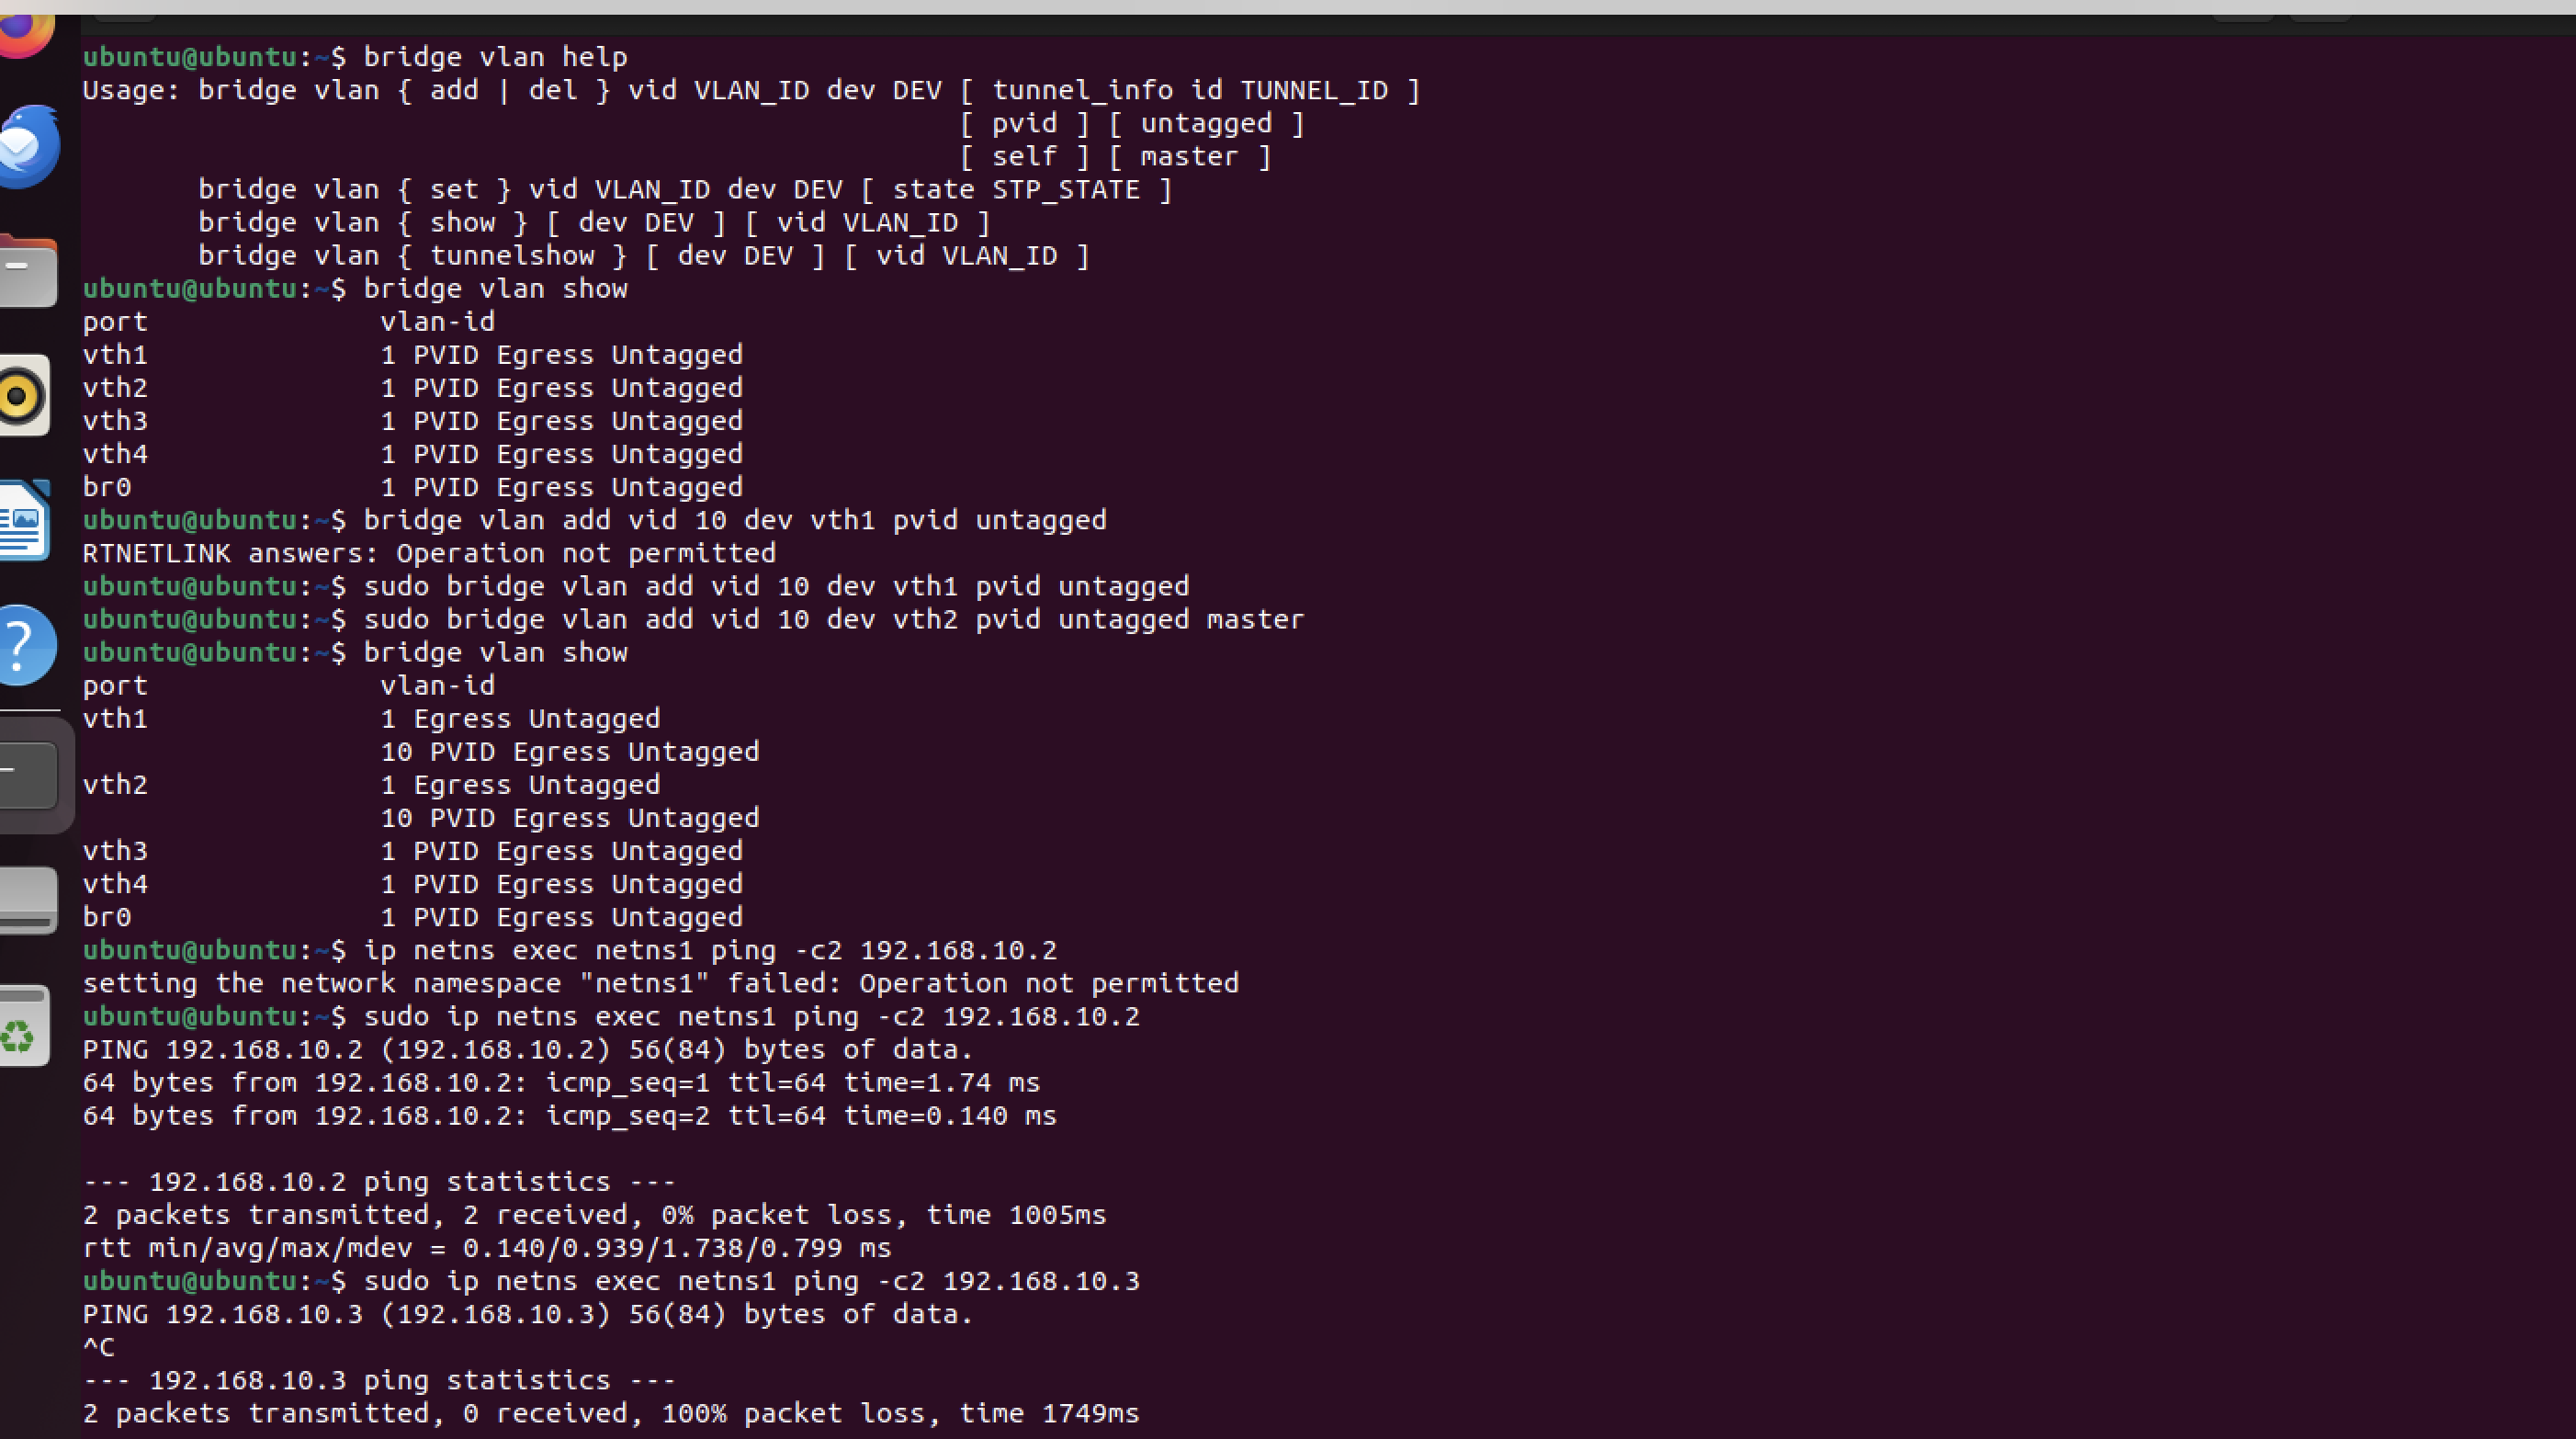 ubuntu@ubuntu:~$ bridge vlan help
Usage: bridge vlan { add | del } vid VLAN_ID dev DEV [ tunnel_info id TUNNEL_ID ]
                                                     [ pvid ] [ untagged ]
                                                     [ self ] [ master ]
       bridge vlan { set } vid VLAN_ID dev DEV [ state STP_STATE ]
       bridge vlan { show } [ dev DEV ] [ vid VLAN_ID ]
       bridge vlan { tunnelshow } [ dev DEV ] [ vid VLAN_ID ]
ubuntu@ubuntu:~$ bridge vlan show
port              vlan-id
vth1              1 PVID Egress Untagged
vth2              1 PVID Egress Untagged
vth3              1 PVID Egress Untagged
vth4              1 PVID Egress Untagged
br0               1 PVID Egress Untagged
ubuntu@ubuntu:~$ bridge vlan add vid 10 dev vth1 pvid untagged
RTNETLINK answers: Operation not permitted
ubuntu@ubuntu:~$ sudo bridge vlan add vid 10 dev vth1 pvid untagged
ubuntu@ubuntu:~$ sudo bridge vlan add vid 10 dev vth2 pvid untagged master
ubuntu@ubuntu:~$ bridge vlan show
port              vlan-id
vth1              1 Egress Untagged
                  10 PVID Egress Untagged
vth2              1 Egress Untagged
                  10 PVID Egress Untagged
vth3              1 PVID Egress Untagged
vth4              1 PVID Egress Untagged
br0               1 PVID Egress Untagged
ubuntu@ubuntu:~$ ip netns exec netns1 ping -c2 192.168.10.2
setting the network namespace "netns1" failed: Operation not permitted
ubuntu@ubuntu:~$ sudo ip netns exec netns1 ping -c2 192.168.10.2
PING 192.168.10.2 (192.168.10.2) 56(84) bytes of data.
64 bytes from 192.168.10.2: icmp_seq=1 ttl=64 time=1.74 ms
64 bytes from 192.168.10.2: icmp_seq=2 ttl=64 time=0.140 ms

--- 192.168.10.2 ping statistics ---
2 packets transmitted, 2 received, 0% packet loss, time 1005ms
rtt min/avg/max/mdev = 0.140/0.939/1.738/0.799 ms
ubuntu@ubuntu:~$ sudo ip netns exec netns1 ping -c2 192.168.10.3
PING 192.168.10.3 (192.168.10.3) 56(84) bytes of data.
^C
--- 192.168.10.3 ping statistics ---
2 packets transmitted, 0 received, 100% packet loss, time 1749ms